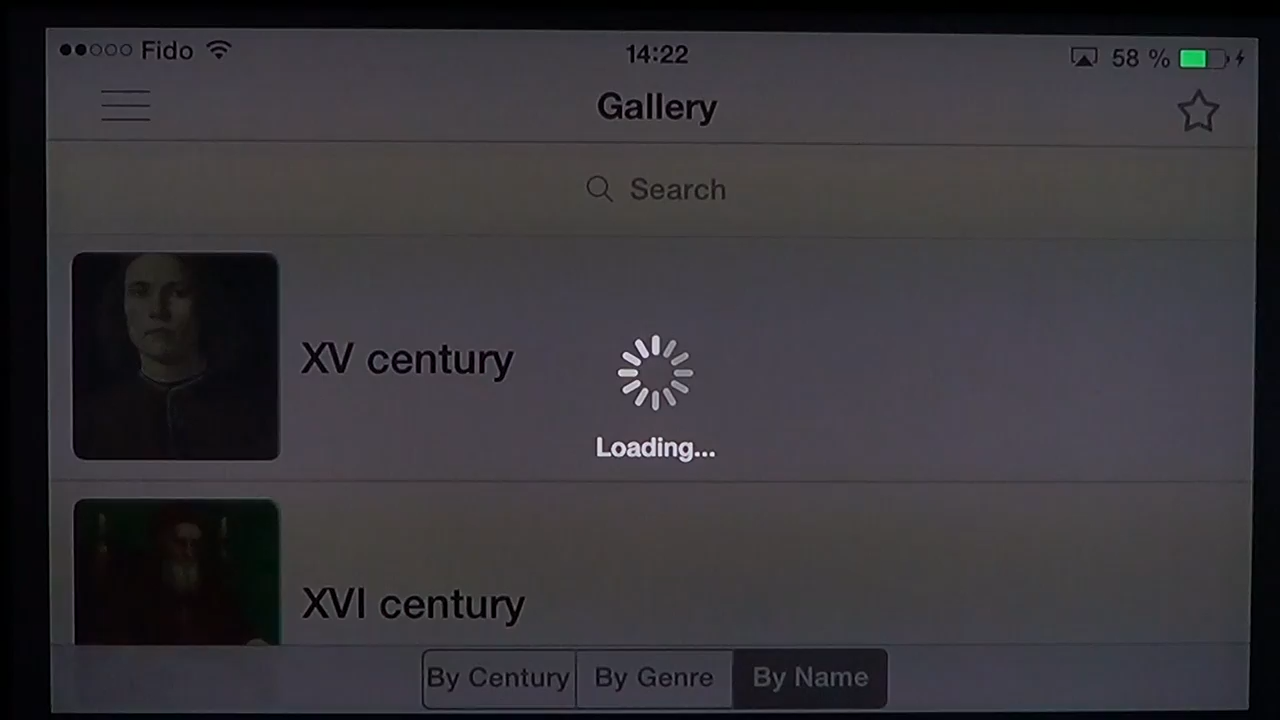 Fido 14:22 58 %
Gallery
Search
XV century
Loading...
XVI century
By Century By Genre By Name